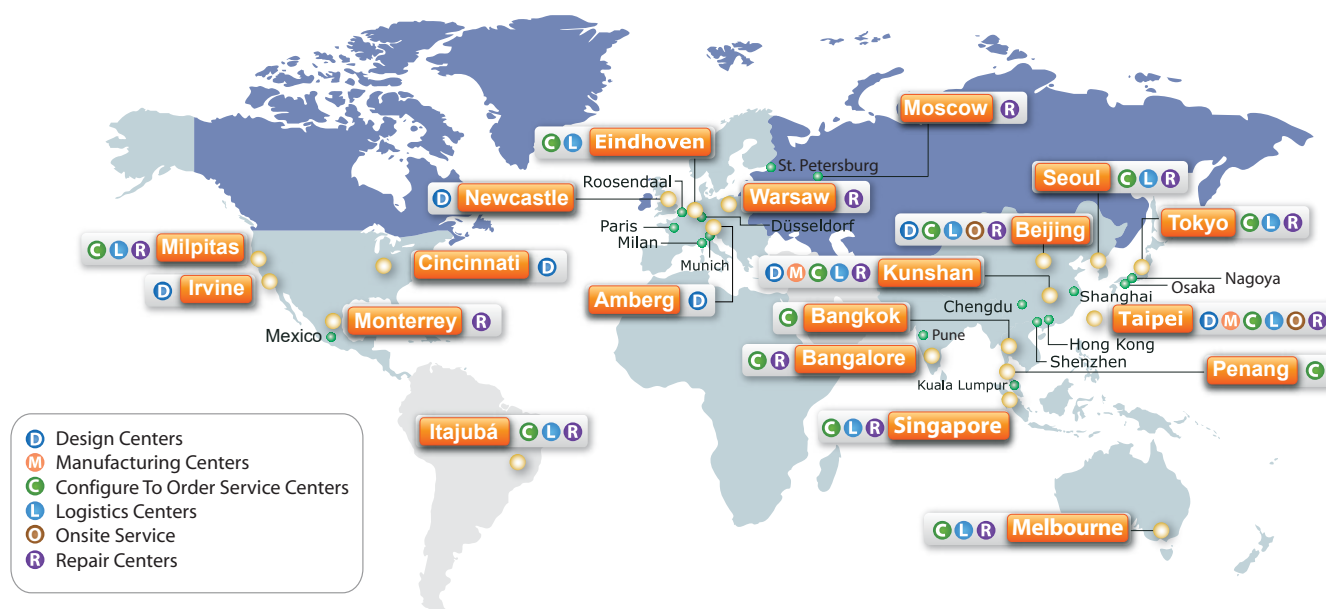 Moscow R
C L Eindhoven
St. Petersburg
Seoul C L R
Roosendaal
D Newcastle
Warsaw R
Tokyo C L R
Paris
Düsseldorf
D C L O R Beijing
Milan
C L R Milpitas
Munich
Cincinnati D
D M C L R Kunshan
Nagoya
D Irvine
Osaka
Amberg D
Shanghai
Chengdu
Monterrey R
C Bangkok
Taipei D M C L O R
Mexico
Pune
Hong Kong
C R Bangalore
Shenzhen
Penang C
Kuala Lumpur
Itajubá C L R
C L R Singapore
D Design Centers
M Manufacturing Centers
C Configure To Order Service Centers
L Logistics Centers
O Onsite Service
R Repair Centers
C L R Melbourne